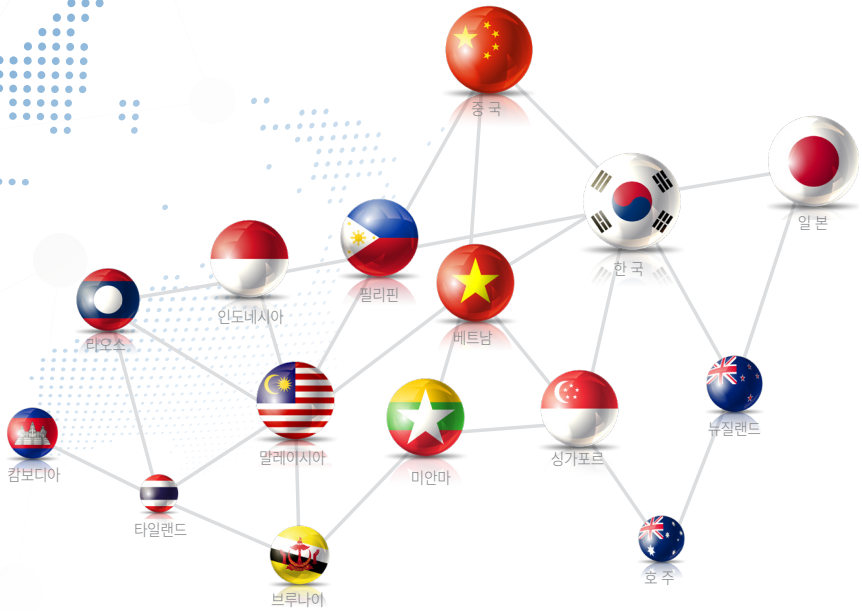 중 국
일 본
한 국
필리핀
인도네시아
베트남
라오스
뉴질랜드
말레이시아
싱가포르
미얀마
캄보디아
타일랜드
호 주
브루나이